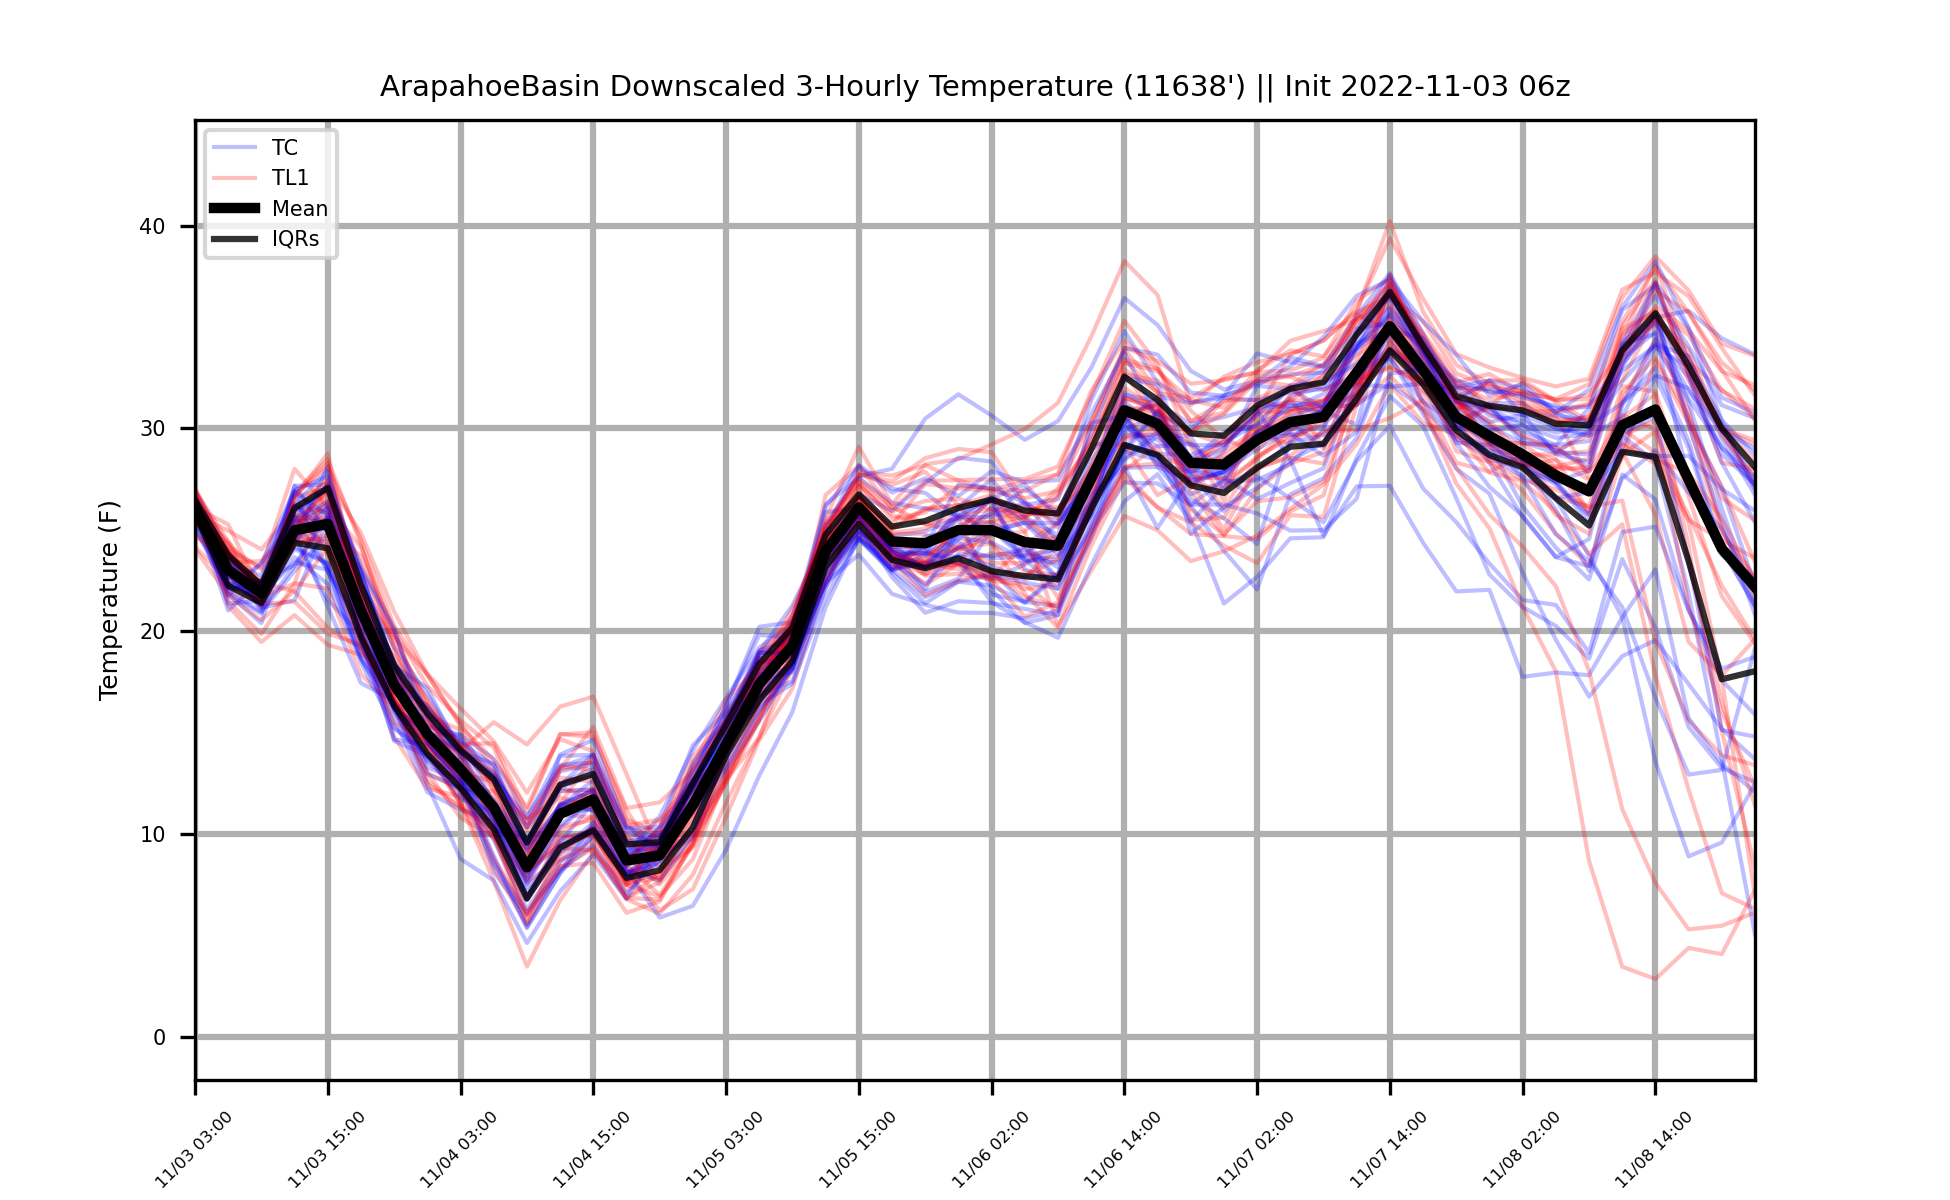 ArapahoeBasin Downscaled 3-Hourly Temperature (11638') || Init 2022-11-03 06z
TC
TL1
Mean
IQRs
Temperature (F)
40
30
20
10
0
11/03 03:00
11/03 15:00
11/04 03:00
11/04 15:00
11/05 03:00
11/05 15:00
11/06 02:00
11/06 14:00
11/07 02:00
11/07 14:00
11/08 02:00
11/08 14:00